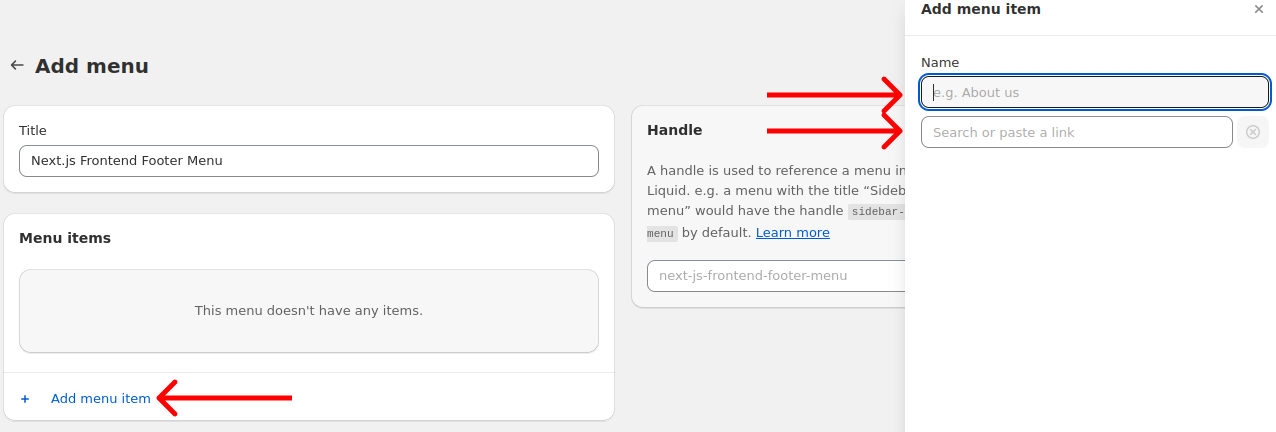 Add menu
Title
Next.js Frontend Footer Menu
Menu items
This menu doesn't have any items.
+ Add menu item
Handle
A handle is used to reference a menu in
Liquid. e.g. a menu with the title “Sideb
menu” would have the handle sidebar-
menu by default. Learn more
next-js-frontend-footer-menu
Add menu item
Name
e.g. About us
Search or paste a link